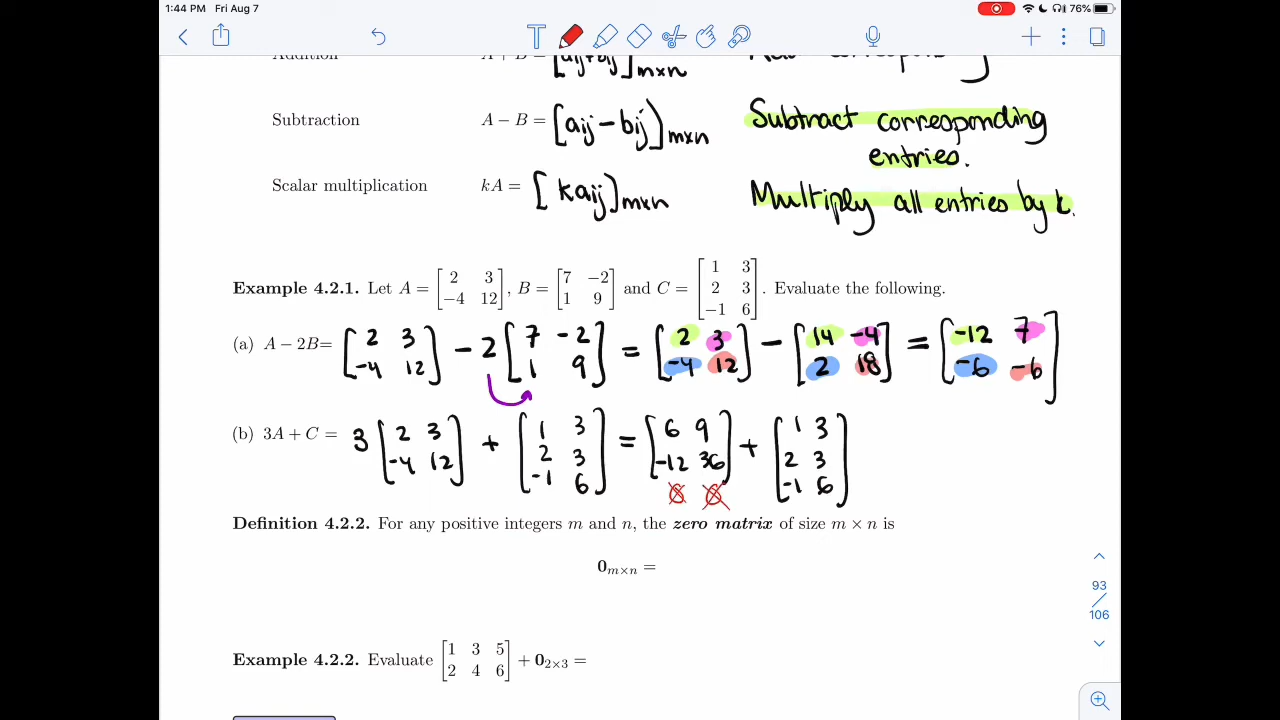 1:44 PM Fri Aug 7 76%
Subtraction A − B = [aij − bij]m×n Subtract corresponding
entries.
Scalar multiplication kA = [kaij]m×n Multiply all entries by k.
Example 4.2.1. Let A = [2 3; −4 12], B = [7 −2; 1 9] and C = [1 3; 2 3; −1 6]. Evaluate the following.
(a) A − 2B = [2 3; −4 12] − 2[7 −2; 1 9] = [2 3; −4 12] − [14 −4; 2 18] = [−12 7; −6 −6]
(b) 3A + C = 3[2 3; −4 12] + [1 3; 2 3; −1 6] = [6 9; −12 36] + [1 3; 2 3; −1 6]
Definition 4.2.2. For any positive integers m and n, the zero matrix of size m × n is
0m×n =
93
/
106
Example 4.2.2. Evaluate [1 3 5; 2 4 6] + 02×3 =